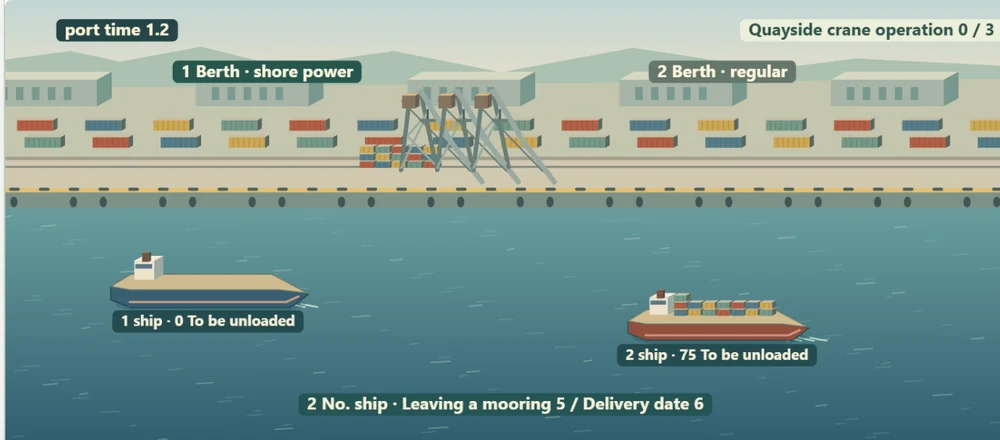 port time 1.2
Quayside crane operation 0 / 3
1 Berth · shore power
2 Berth · regular
1 ship · 0 To be unloaded
2 ship · 75 To be unloaded
2 No. ship · Leaving a mooring 5 / Delivery date 6